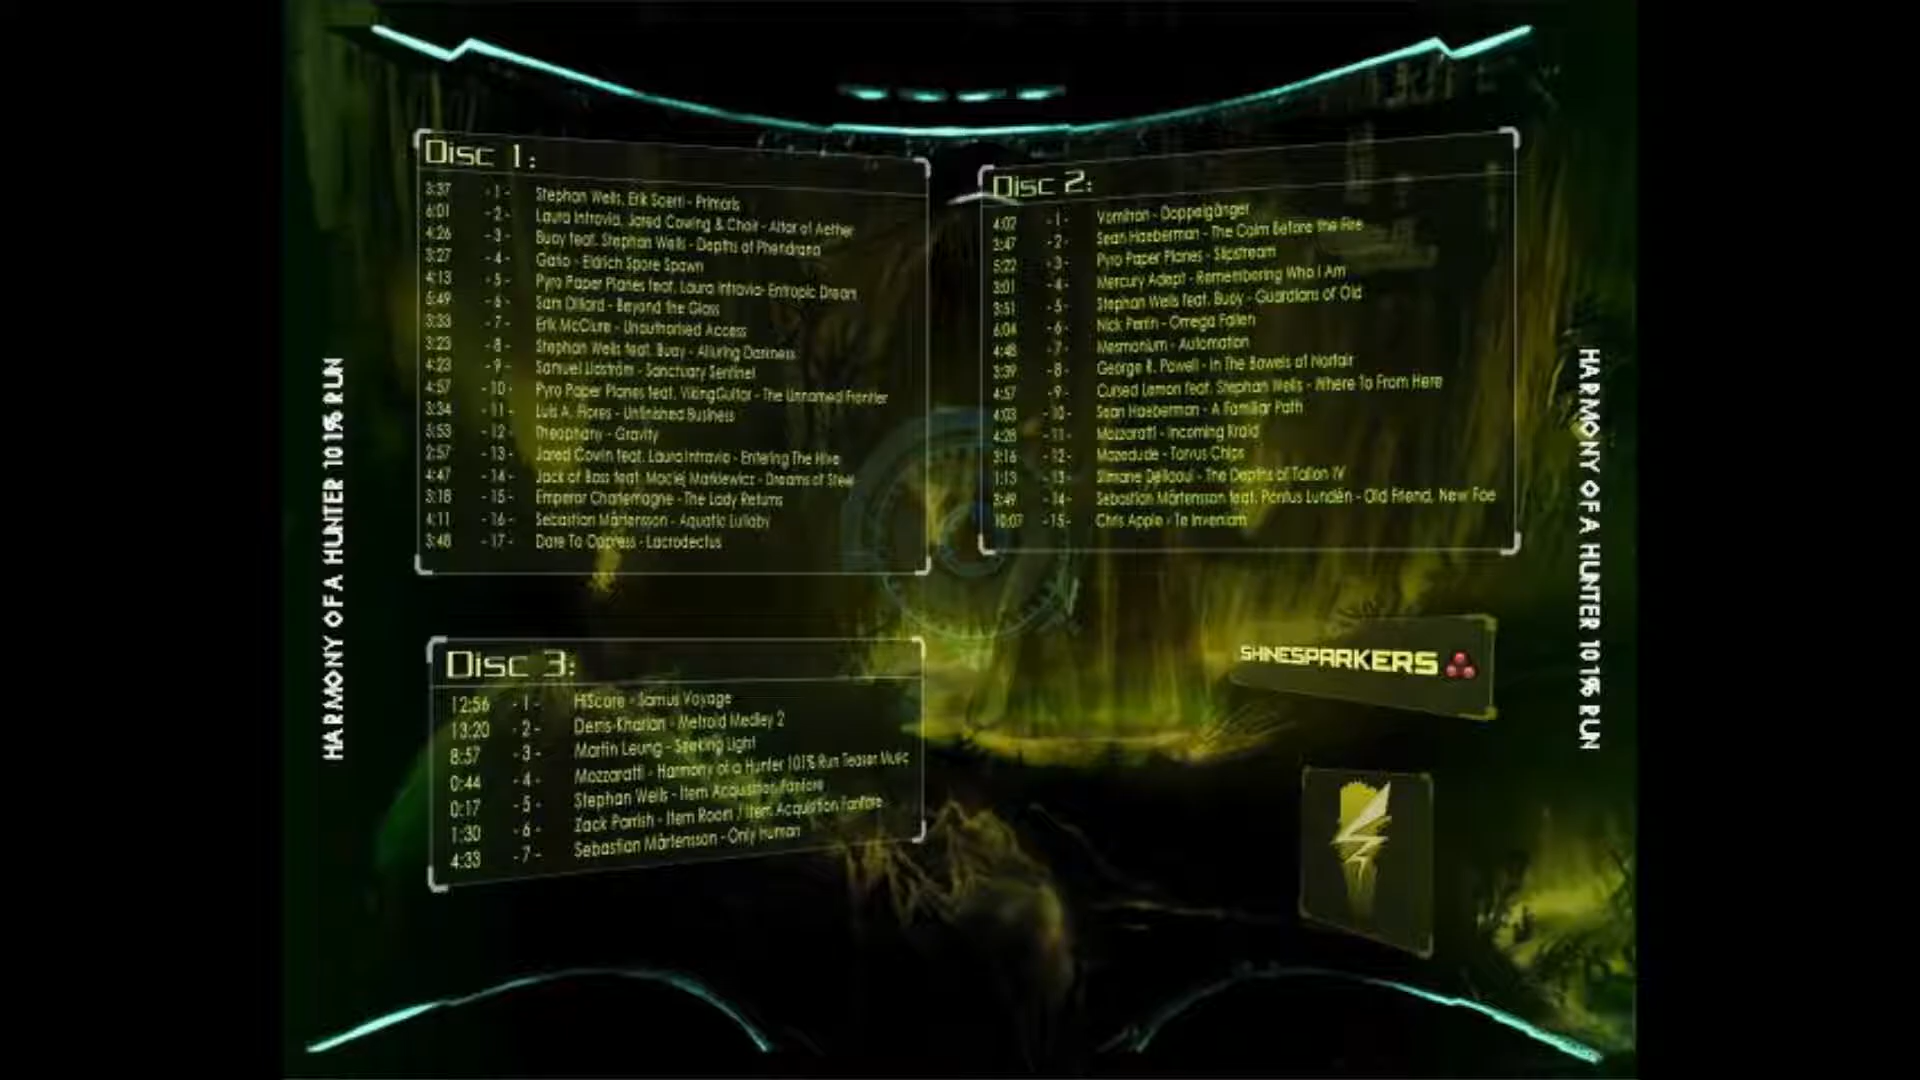 HARMONY OF A HUNTER 101% RUN
Disc 1:
3:37 -1- Stephan Wells, Erik Scerri - Primaris
6:01 -2- Laura Intravia, Jared Cowing & Choir - Altar of Aether
4:26 -3- Buoy feat. Stephan Wells - Depths of Phendrana
3:27 -4- Gario - Eldrich Spore Spawn
4:13 -5- Pyro Paper Planes feat. Laura Intravia- Entropic Dream
5:49 -6- Sam Dillard - Beyond the Glass
3:33 -7- Erik McClure - Unauthorised Access
3:23 -8- Stephan Wells feat. Buoy - Alluring Darkness
4:23 -9- Samuel - Sanctuary Sentinel
4:57 -10- Pyro Paper Planes feat. VikingGuitar - The Unnamed Frontier
3:34 -11- Luis A. Flores - Unfinished Business
3:53 -12- Theophany - Gravity
2:57 -13- Jared Cowin feat. Laura Intravia - Entering The Hive
4:47 -14- Jack of Bass feat. Maciej Markiewicz - Dreams of Steel
3:18 -15- Emperor Charlemagne - The Lady Returns
4:11 -16- Sebastian Mårtensson - Aquatic Lullaby
3:48 -17- Dare To Oppress - Lacrodectus
Disc 2:
4:07 -1- Vomitron - Doppelgänger
3:47 -2- Sean Haeberman - The Calm Before the Fire
5:22 -3- Pyro Paper Planes - Slipstream
3:01 -4- Mercury Adept - Remembering Who I Am
3:51 -5- Stephan Wells feat. Buoy - Guardians of Old
6:04 -6- Nick Perrin - Omega Fallen
4:48 -7- Mesmonium - Automation
3:39 -8- George R. Powell - In The Bowels of Norfair
4:57 -9- Cursed Lemon feat. Stephan Wells - Where To From Here
4:03 -10- Sean Haeberman - A Familiar Path
4:28 -11- Mozzaratti - Incoming Kraid
3:16 -12- Mazedude - Torvus Chips
1:13 -13- Simone - The Depths of Tallon IV
3:49 -14- Sebastian Mårtensson feat. Pontus Lundén - Old Friend, New Foe
10:07 -15- Chris Apple - Te Inveniam
Disc 3:
12:56 -1- HiScore - Samus Voyage
13:20 -2- Demis-Kharlan - Metroid Medley 2
8:57 -3- Martin Leung - Seeking Light
0:44 -4- Mozzaratti - Harmony of a Hunter 101% Run Teaser Music
0:17 -5- Stephan Wells - Item Acquisition Fanfare
1:30 -6- Zack Parrish - Item Room / Item Acquisition Fanfare
4:33 -7- Sebastian Mårtensson - Only Human
SHINESPARKERS
HARMONY OF A HUNTER 101% RUN